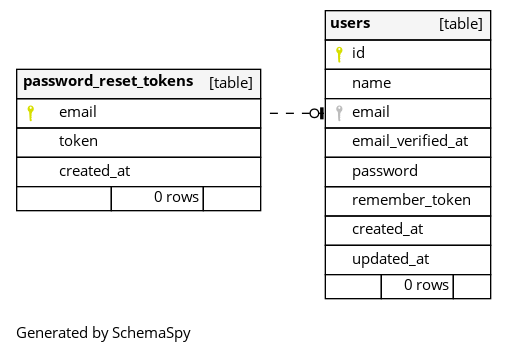 users [table]
id
name
email
email_verified_at
password
remember_token
created_at
updated_at
0 rows
password_reset_tokens [table]
email
token
created_at
0 rows
Generated by SchemaSpy